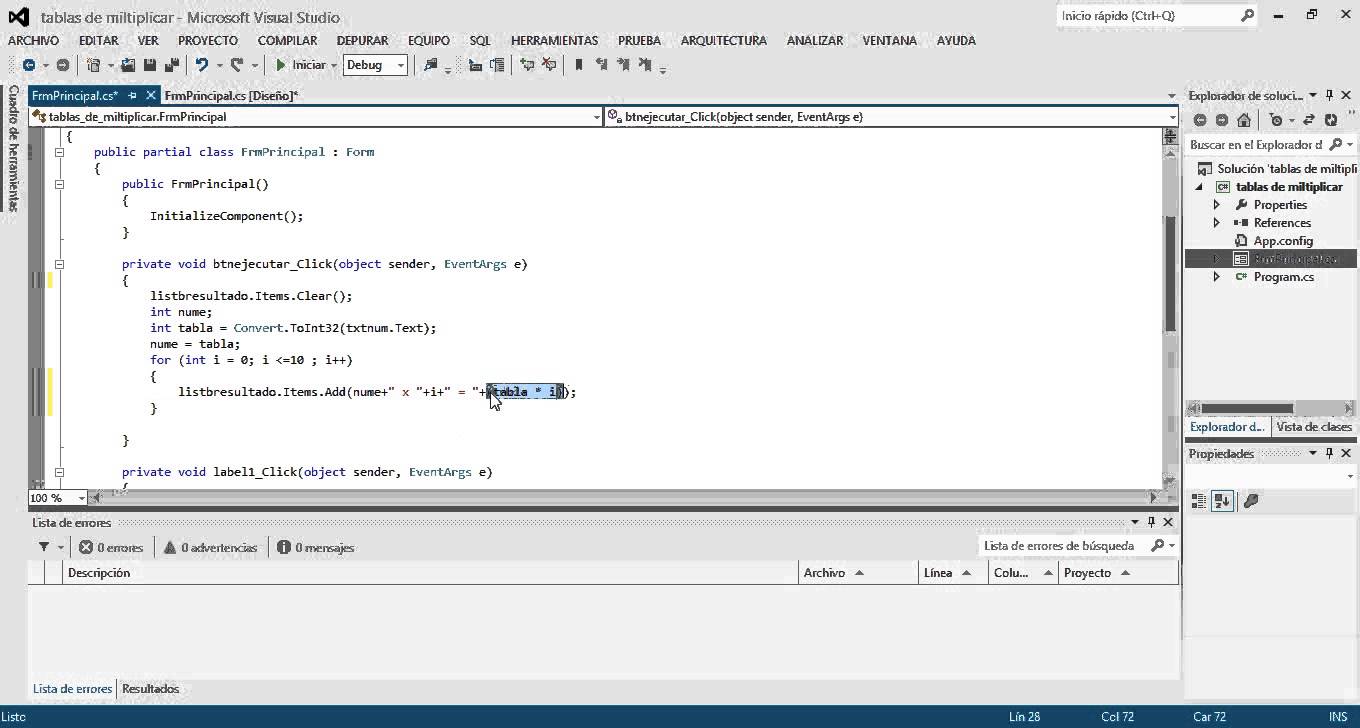 tablas de miltiplicar - Microsoft Visual Studio
Inicio rápido (Ctrl+Q)
ARCHIVO EDITAR VER PROYECTO COMPILAR DEPURAR EQUIPO SQL HERRAMIENTAS PRUEBA ARQUITECTURA ANALIZAR VENTANA AYUDA
Iniciar Debug
Cuadro de herramientas
FrmPrincipal.cs* FrmPrincipal.cs [Diseño]*
tablas_de_miltiplicar.FrmPrincipal btnejecutar_Click(object sender, EventArgs e)
{
public partial class FrmPrincipal : Form
{
public FrmPrincipal()
{
InitializeComponent();
}
private void btnejecutar_Click(object sender, EventArgs e)
{
listbresultado.Items.Clear();
int nume;
int tabla = Convert.ToInt32(txtnum.Text);
nume = tabla;
for (int i = 0; i <=10 ; i++)
{
listbresultado.Items.Add(nume+" x "+i+" = "+(tabla * i));
}
}
private void label1_Click(object sender, EventArgs e)
{
100 %
Explorador de soluci...
Buscar en el Explorador d
Solución 'tablas de miltipli
tablas de miltiplicar
Properties
References
App.config
Program.cs
Explorador d... Vista de clases
Propiedades
Lista de errores
0 errores 0 advertencias 0 mensajes
Lista de errores de búsqueda
Descripción Archivo Línea Colu... Proyecto
Lista de errores Resultados
Listo Lín 28 Col 72 Car 72 INS